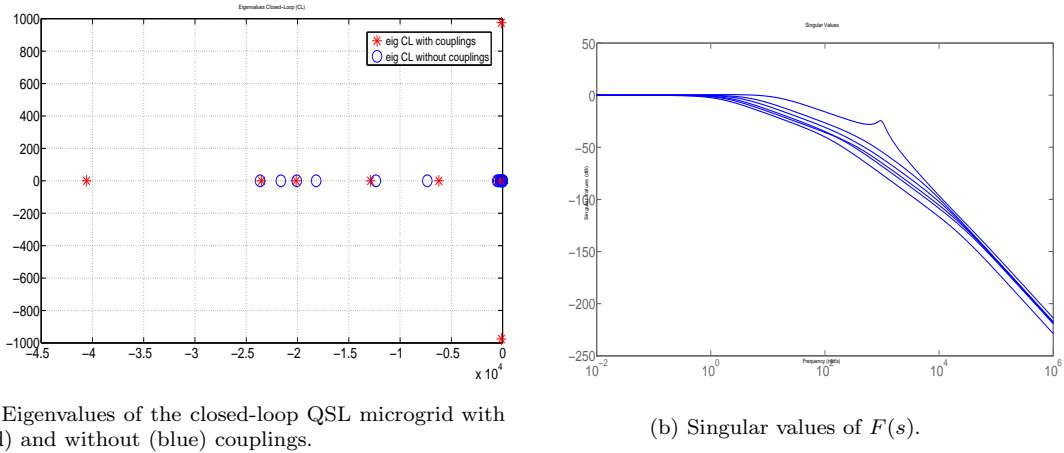 Eigenvalues Closed-Loop (CL)
1000
800
600
400
200
0
−200
−400
−600
−800
−1000
−4.5 −4 −3.5 −3 −2.5 −2 −1.5 −1 −0.5 0
x 10^4
eig CL with couplings
eig CL without couplings
Eigenvalues of the closed-loop QSL microgrid with
l) and without (blue) couplings.
Singular Values
50
0
−50
−100
−150
−200
−250
Singular Values (dB)
10^−2 10^0 10^2 10^4 10^6
Frequency (rad/s)
(b) Singular values of F(s).